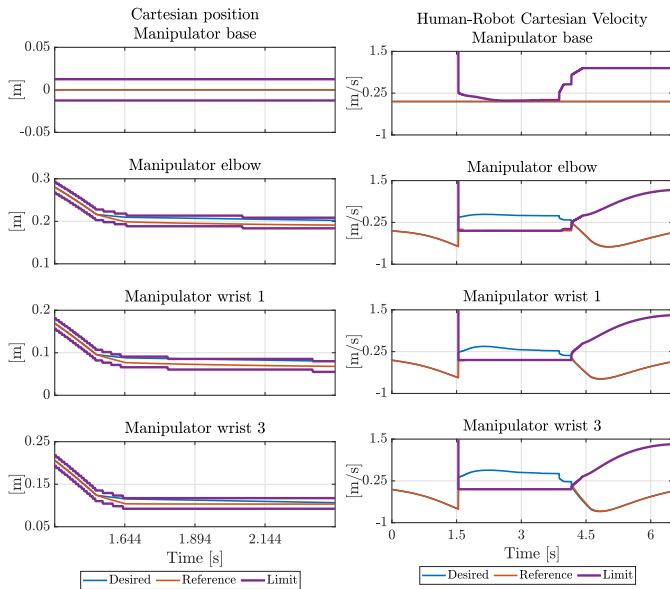 Cartesian position
Manipulator base
0.05
0
-0.05
[m]
Manipulator elbow
0.3
0.2
0.1
[m]
Manipulator wrist 1
0.2
0.1
0
[m]
Manipulator wrist 3
0.25
0.15
0.05
[m]
1.644 1.894 2.144
Time [s]
Desired Reference Limit
Human-Robot Cartesian Velocity
Manipulator base
1.5
0.25
-1
[m/s]
Manipulator elbow
1.5
0.25
-1
[m/s]
Manipulator wrist 1
1.5
0.25
-1
[m/s]
Manipulator wrist 3
1.5
0.25
-1
[m/s]
0 1.5 3 4.5 6
Time [s]
Desired Reference Limit